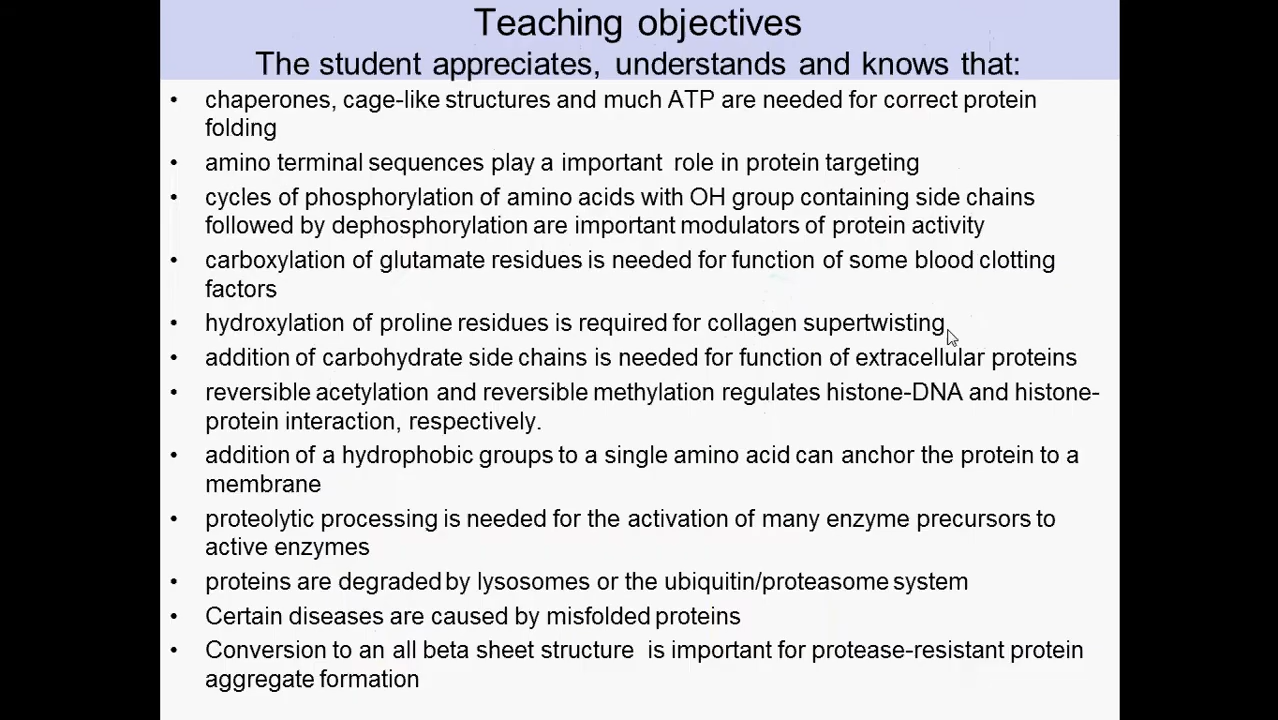 Teaching objectives
The student appreciates, understands and knows that:
• chaperones, cage-like structures and much ATP are needed for correct protein
folding
• amino terminal sequences play a important role in protein targeting
• cycles of phosphorylation of amino acids with OH group containing side chains
followed by dephosphorylation are important modulators of protein activity
• carboxylation of glutamate residues is needed for function of some blood clotting
factors
• hydroxylation of proline residues is required for collagen supertwisting
• addition of carbohydrate side chains is needed for function of extracellular proteins
• reversible acetylation and reversible methylation regulates histone-DNA and histone-
protein interaction, respectively.
• addition of a hydrophobic groups to a single amino acid can anchor the protein to a
membrane
• proteolytic processing is needed for the activation of many enzyme precursors to
active enzymes
• proteins are degraded by lysosomes or the ubiquitin/proteasome system
• Certain diseases are caused by misfolded proteins
• Conversion to an all beta sheet structure is important for protease-resistant protein
aggregate formation